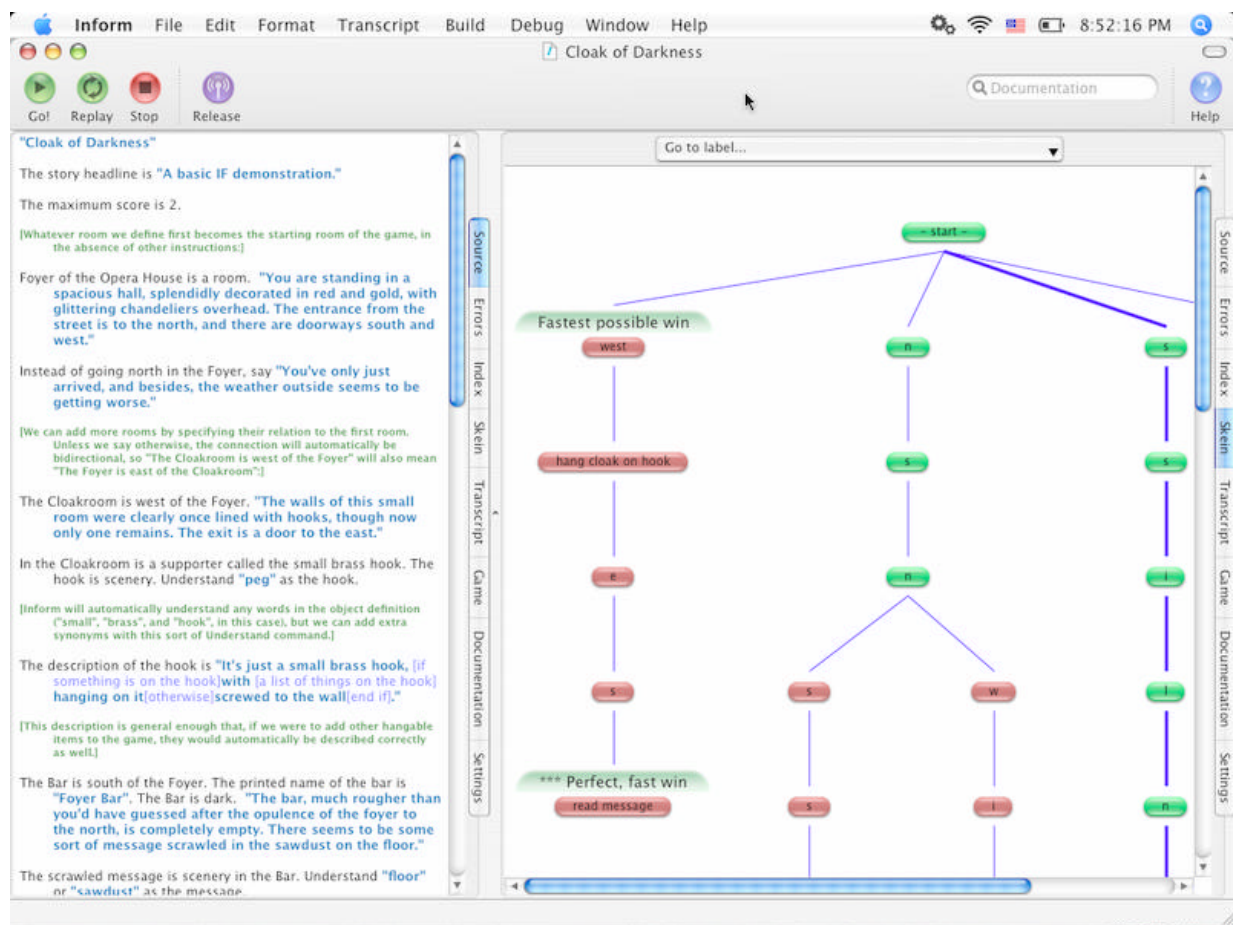 Inform File Edit Format Transcript Build Debug Window Help 8:52:16 PM
Cloak of Darkness
Go! Replay Stop Release
Documentation
Help
"Cloak of Darkness"
The story headline is "A basic IF demonstration."
The maximum score is 2.
[Whatever room we define first becomes the starting room of the game, in
the absence of other instructions:]
Foyer of the Opera House is a room. "You are standing in a
spacious hall, splendidly decorated in red and gold, with
glittering chandeliers overhead. The entrance from the
street is to the north, and there are doorways south and
west."
Instead of going north in the Foyer, say "You've only just
arrived, and besides, the weather outside seems to be
getting worse."
[We can add more rooms by specifying their relation to the first room.
Unless we say otherwise, the connection will automatically be
bidirectional, so "The Cloakroom is west of the Foyer" will also mean
"The Foyer is east of the Cloakroom":]
The Cloakroom is west of the Foyer. "The walls of this small
room were clearly once lined with hooks, though now
only one remains. The exit is a door to the east."
In the Cloakroom is a supporter called the small brass hook. The
hook is scenery. Understand "peg" as the hook.
[Inform will automatically understand any words in the object definition
("small", "brass", and "hook", in this case), but we can add extra
synonyms with this sort of Understand command.]
The description of the hook is "It's just a small brass hook, [if
something is on the hook]with [a list of things on the hook]
hanging on it[otherwise]screwed to the wall[end if]."
[This description is general enough that, if we were to add other hangable
items to the game, they would automatically be described correctly
as well.]
The Bar is south of the Foyer. The printed name of the bar is
"Foyer Bar". The Bar is dark. "The bar, much rougher than
you'd have guessed after the opulence of the foyer to
the north, is completely empty. There seems to be some
sort of message scrawled in the sawdust on the floor."
The scrawled message is scenery in the Bar. Understand "floor"
or "sawdust" as the message.
Source
Errors
Index
Skein
Transcript
Game
Documentation
Settings
Go to label...
- start -
Fastest possible win
west n s
hang cloak on hook s s
e n i
s s w l
*** Perfect, fast win
read message s i n
Source
Errors
Index
Skein
Transcript
Game
Documentation
Settings